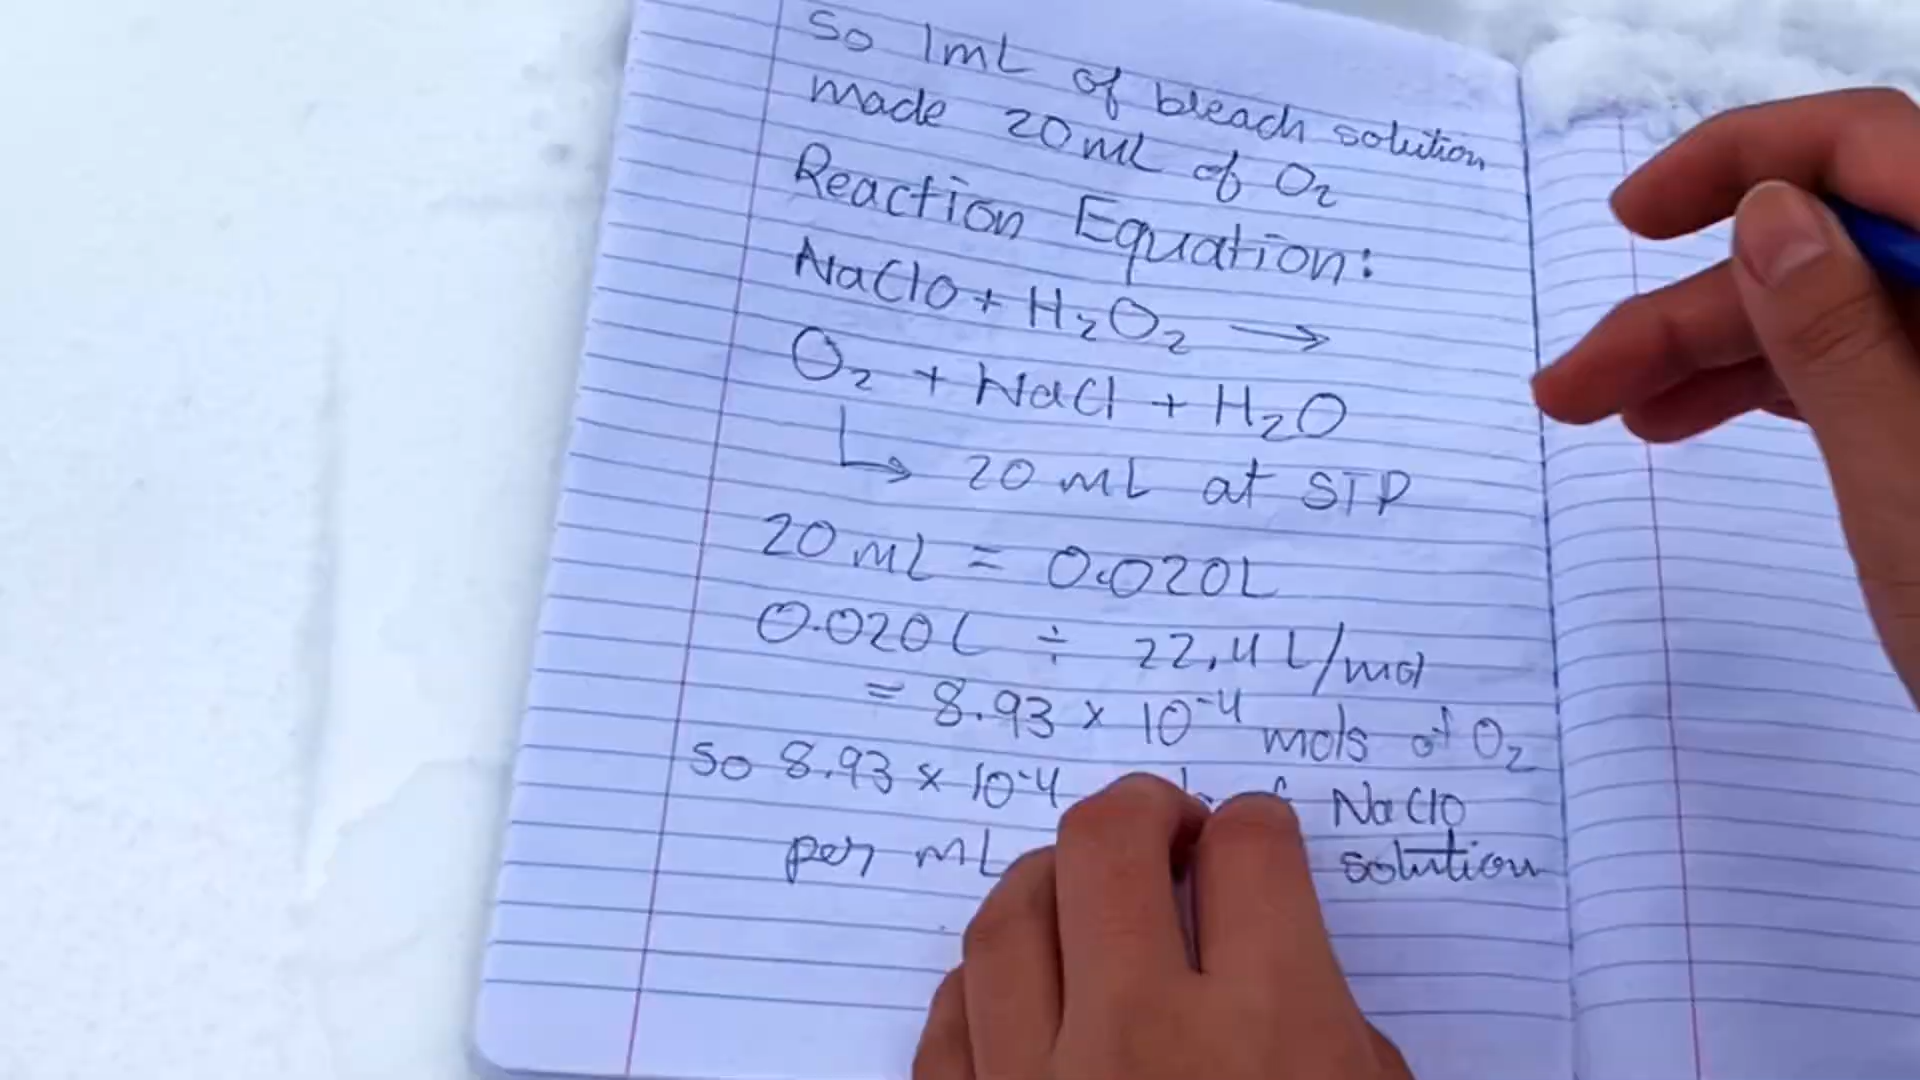 So 1mL of bleach solution
made 20mL of O₂
Reaction Equation:
NaClO + H₂O₂ →
O₂ + NaCl + H₂O
↳ 20 mL at STP
20 mL = 0.020L
0.020L ÷ 22.4L/mol
= 8.93 × 10⁻⁴ mols of O₂
So 8.93 × 10⁻⁴ NaClO
per mL solution